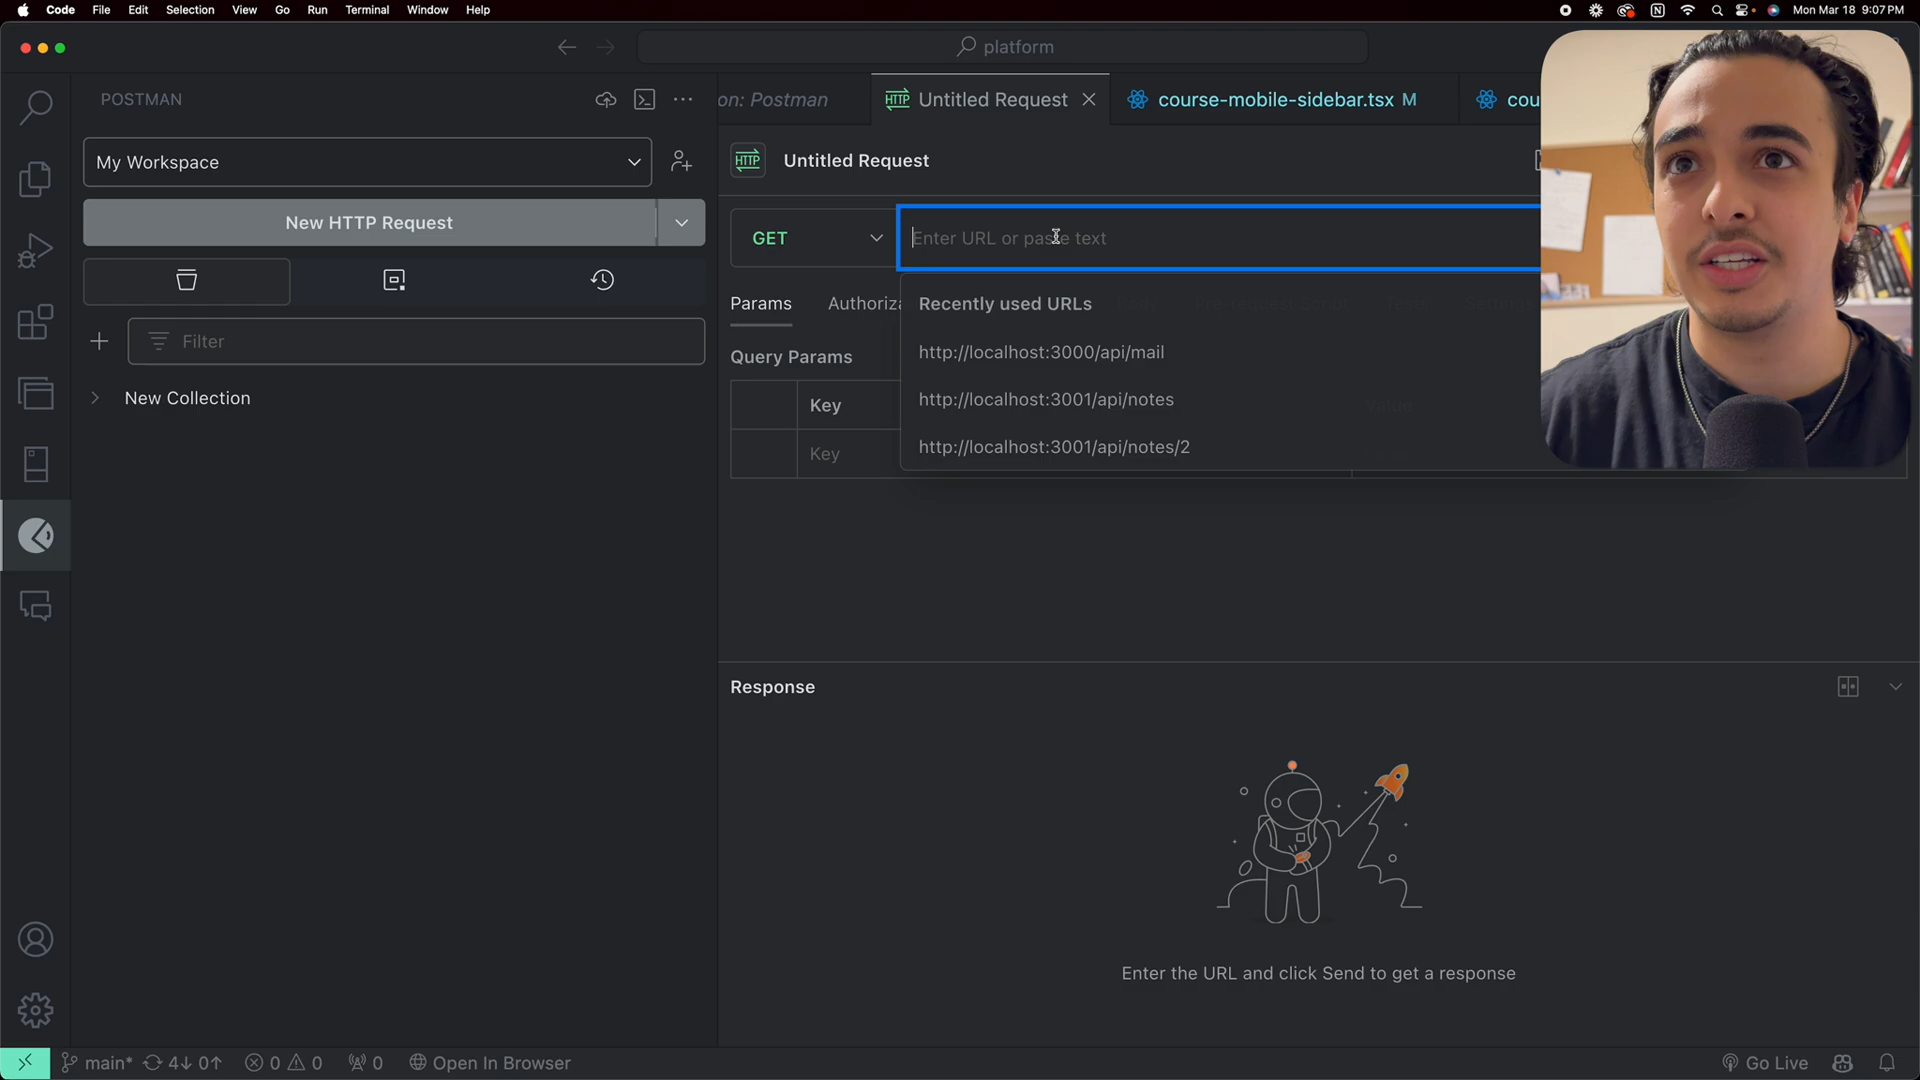 Code File Edit Selection View Go Run Terminal Window Help
Mon Mar 18 9:07 PM
platform
POSTMAN
on: Postman
HTTP Untitled Request
course-mobile-sidebar.tsx M
cou
My Workspace
HTTP Untitled Request
New HTTP Request
GET
Enter URL or paste text
Params
Authoriza
Recently used URLs
Filter
Query Params
http://localhost:3000/api/mail
New Collection
Key
http://localhost:3001/api/notes
Value
Key
http://localhost:3001/api/notes/2
Response
Enter the URL and click Send to get a response
main* 4↓ 0↑ 0 0 0 Open In Browser
Go Live